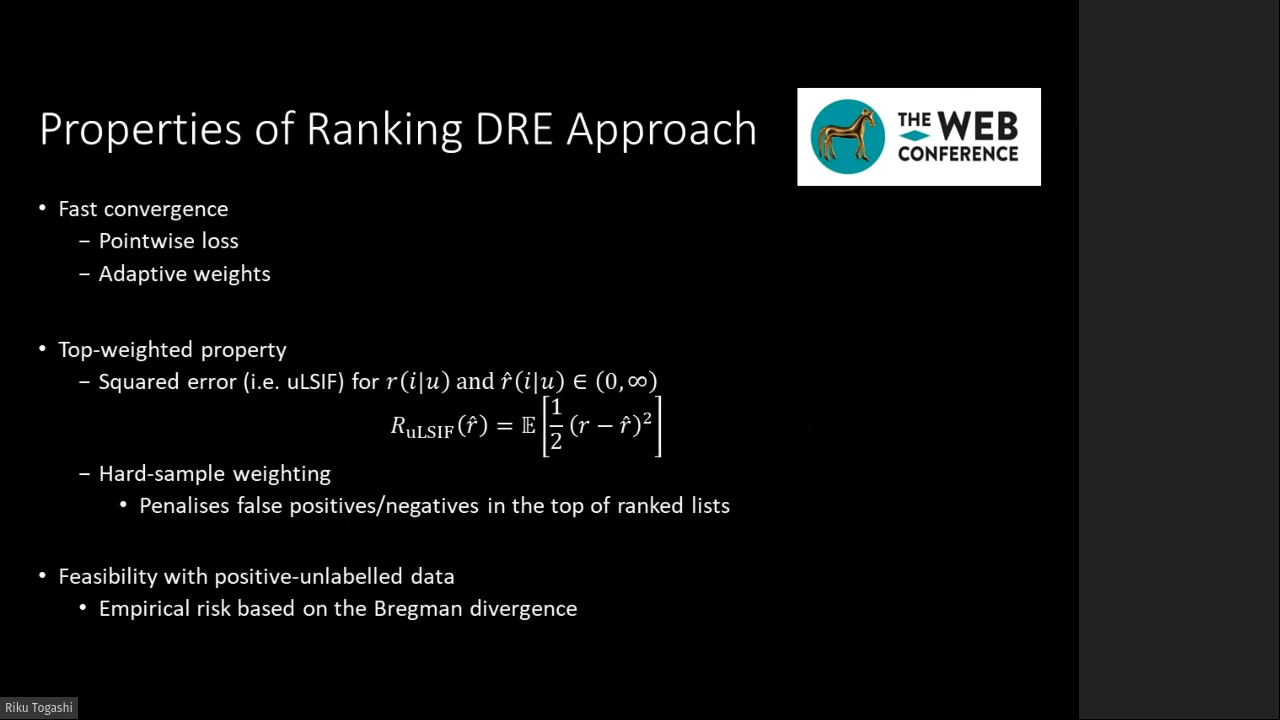 Properties of Ranking DRE Approach
THE WEB
CONFERENCE
• Fast convergence
– Pointwise loss
– Adaptive weights
• Top-weighted property
– Squared error (i.e. uLSIF) for r(i|u) and r̂(i|u) ∈ (0, ∞)
R_uLSIF(r̂) = 𝔼[1/2 (r − r̂)²]
– Hard-sample weighting
• Penalises false positives/negatives in the top of ranked lists
• Feasibility with positive-unlabelled data
• Empirical risk based on the Bregman divergence
Riku Togashi